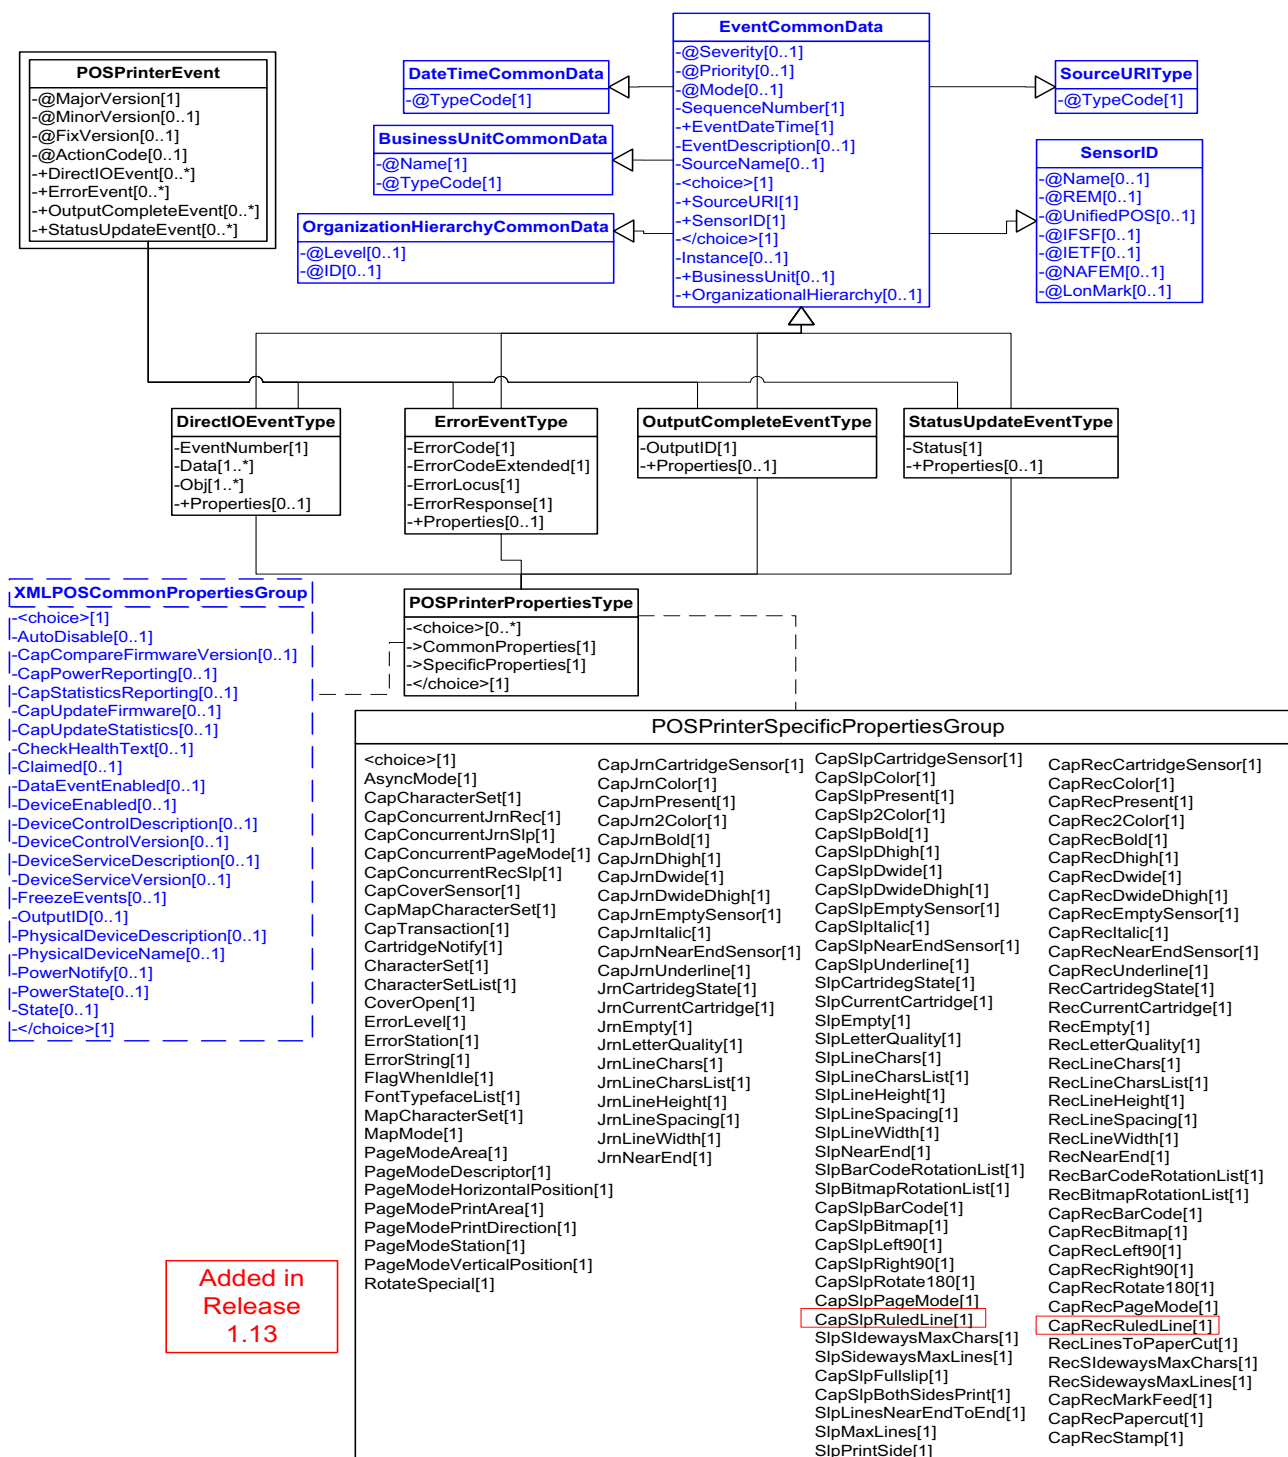 EventCommonData
-@Severity[0..1]
-@Priority[0..1]
-@Mode[0..1]
-SequenceNumber[1]
-+EventDateTime[1]
-EventDescription[0..1]
-SourceName[0..1]
-<choice>[1]
-+SourceURI[1]
-+SensorID[1]
-</choice>[1]
-Instance[0..1]
-+BusinessUnit[0..1]
-+OrganizationalHierarchy[0..1]
POSPrinterEvent
-@MajorVersion[1]
-@MinorVersion[0..1]
-@FixVersion[0..1]
-@ActionCode[0..1]
-+DirectIOEvent[0..*]
-+ErrorEvent[0..*]
-+OutputCompleteEvent[0..*]
-+StatusUpdateEvent[0..*]
DateTimeCommonData
-@TypeCode[1]
BusinessUnitCommonData
-@Name[1]
-@TypeCode[1]
OrganizationHierarchyCommonData
-@Level[0..1]
-@ID[0..1]
SourceURIType
-@TypeCode[1]
SensorID
-@Name[0..1]
-@REM[0..1]
-@UnifiedPOS[0..1]
-@IFSF[0..1]
-@IETF[0..1]
-@NAFEM[0..1]
-@LonMark[0..1]
DirectIOEventType
-EventNumber[1]
-Data[1..*]
-Obj[1..*]
-+Properties[0..1]
ErrorEventType
-ErrorCode[1]
-ErrorCodeExtended[1]
-ErrorLocus[1]
-ErrorResponse[1]
-+Properties[0..1]
OutputCompleteEventType
-OutputID[1]
-+Properties[0..1]
StatusUpdateEventType
-Status[1]
-+Properties[0..1]
XMLPOSCommonPropertiesGroup
-<choice>[1]
-AutoDisable[0..1]
-CapCompareFirmwareVersion[0..1]
-CapPowerReporting[0..1]
-CapStatisticsReporting[0..1]
-CapUpdateFirmware[0..1]
-CapUpdateStatistics[0..1]
-CheckHealthText[0..1]
-Claimed[0..1]
-DataEventEnabled[0..1]
-DeviceEnabled[0..1]
-DeviceControlDescription[0..1]
-DeviceControlVersion[0..1]
-DeviceServiceDescription[0..1]
-DeviceServiceVersion[0..1]
-FreezeEvents[0..1]
-OutputID[0..1]
-PhysicalDeviceDescription[0..1]
-PhysicalDeviceName[0..1]
-PowerNotify[0..1]
-PowerState[0..1]
-State[0..1]
-</choice>[1]
POSPrinterPropertiesType
-<choice>[0..*]
->CommonProperties[1]
->SpecificProperties[1]
-</choice>[1]
POSPrinterSpecificPropertiesGroup
<choice>[1]
AsyncMode[1]
CapCharacterSet[1]
CapConcurrentJrnRec[1]
CapConcurrentJrnSlp[1]
CapConcurrentPageMode[1]
CapConcurrentRecSlp[1]
CapCoverSensor[1]
CapMapCharacterSet[1]
CapTransaction[1]
CartridgeNotify[1]
CharacterSet[1]
CharacterSetList[1]
CoverOpen[1]
ErrorLevel[1]
ErrorStation[1]
ErrorString[1]
FlagWhenIdle[1]
FontTypefaceList[1]
MapCharacterSet[1]
MapMode[1]
PageModeArea[1]
PageModeDescriptor[1]
PageModeHorizontalPosition[1]
PageModePrintArea[1]
PageModePrintDirection[1]
PageModeStation[1]
PageModeVerticalPosition[1]
RotateSpecial[1]
CapJrnCartridgeSensor[1]
CapJrnColor[1]
CapJrnPresent[1]
CapJrn2Color[1]
CapJrnBold[1]
CapJrnDhigh[1]
CapJrnDwide[1]
CapJrnDwideDhigh[1]
CapJrnEmptySensor[1]
CapJrnItalic[1]
CapJrnNearEndSensor[1]
CapJrnUnderline[1]
JrnCartridegState[1]
JrnCurrentCartridge[1]
JrnEmpty[1]
JrnLetterQuality[1]
JrnLineChars[1]
JrnLineCharsList[1]
JrnLineHeight[1]
JrnLineSpacing[1]
JrnLineWidth[1]
JrnNearEnd[1]
CapSlpCartridgeSensor[1]
CapSlpColor[1]
CapSlpPresent[1]
CapSlp2Color[1]
CapSlpBold[1]
CapSlpDhigh[1]
CapSlpDwide[1]
CapSlpDwideDhigh[1]
CapSlpEmptySensor[1]
CapSlpItalic[1]
CapSlpNearEndSensor[1]
CapSlpUnderline[1]
SlpCartridegState[1]
SlpCurrentCartridge[1]
SlpEmpty[1]
SlpLetterQuality[1]
SlpLineChars[1]
SlpLineCharsList[1]
SlpLineHeight[1]
SlpLineSpacing[1]
SlpLineWidth[1]
SlpNearEnd[1]
SlpBarCodeRotationList[1]
SlpBitmapRotationList[1]
CapSlpBarCode[1]
CapSlpBitmap[1]
CapSlpLeft90[1]
CapSlpRight90[1]
CapSlpRotate180[1]
CapSlpPageMode[1]
CapSlpRuledLine[1]
SlpSIdewaysMaxChars[1]
SlpSidewaysMaxLines[1]
CapSlpFullslip[1]
CapSlpBothSidesPrint[1]
SlpLinesNearEndToEnd[1]
SlpMaxLines[1]
SlpPrintSide[1]
CapRecCartridgeSensor[1]
CapRecColor[1]
CapRecPresent[1]
CapRec2Color[1]
CapRecBold[1]
CapRecDhigh[1]
CapRecDwide[1]
CapRecDwideDhigh[1]
CapRecEmptySensor[1]
CapRecItalic[1]
CapRecNearEndSensor[1]
CapRecUnderline[1]
RecCartridegState[1]
RecCurrentCartridge[1]
RecEmpty[1]
RecLetterQuality[1]
RecLineChars[1]
RecLineCharsList[1]
RecLineHeight[1]
RecLineSpacing[1]
RecLineWidth[1]
RecNearEnd[1]
RecBarCodeRotationList[1]
RecBitmapRotationList[1]
CapRecBarCode[1]
CapRecBitmap[1]
CapRecLeft90[1]
CapRecRight90[1]
CapRecRotate180[1]
CapRecPageMode[1]
CapRecRuledLine[1]
RecLinesToPaperCut[1]
RecSIdewaysMaxChars[1]
RecSidewaysMaxLines[1]
CapRecMarkFeed[1]
CapRecPapercut[1]
CapRecStamp[1]
Added in
Release
1.13